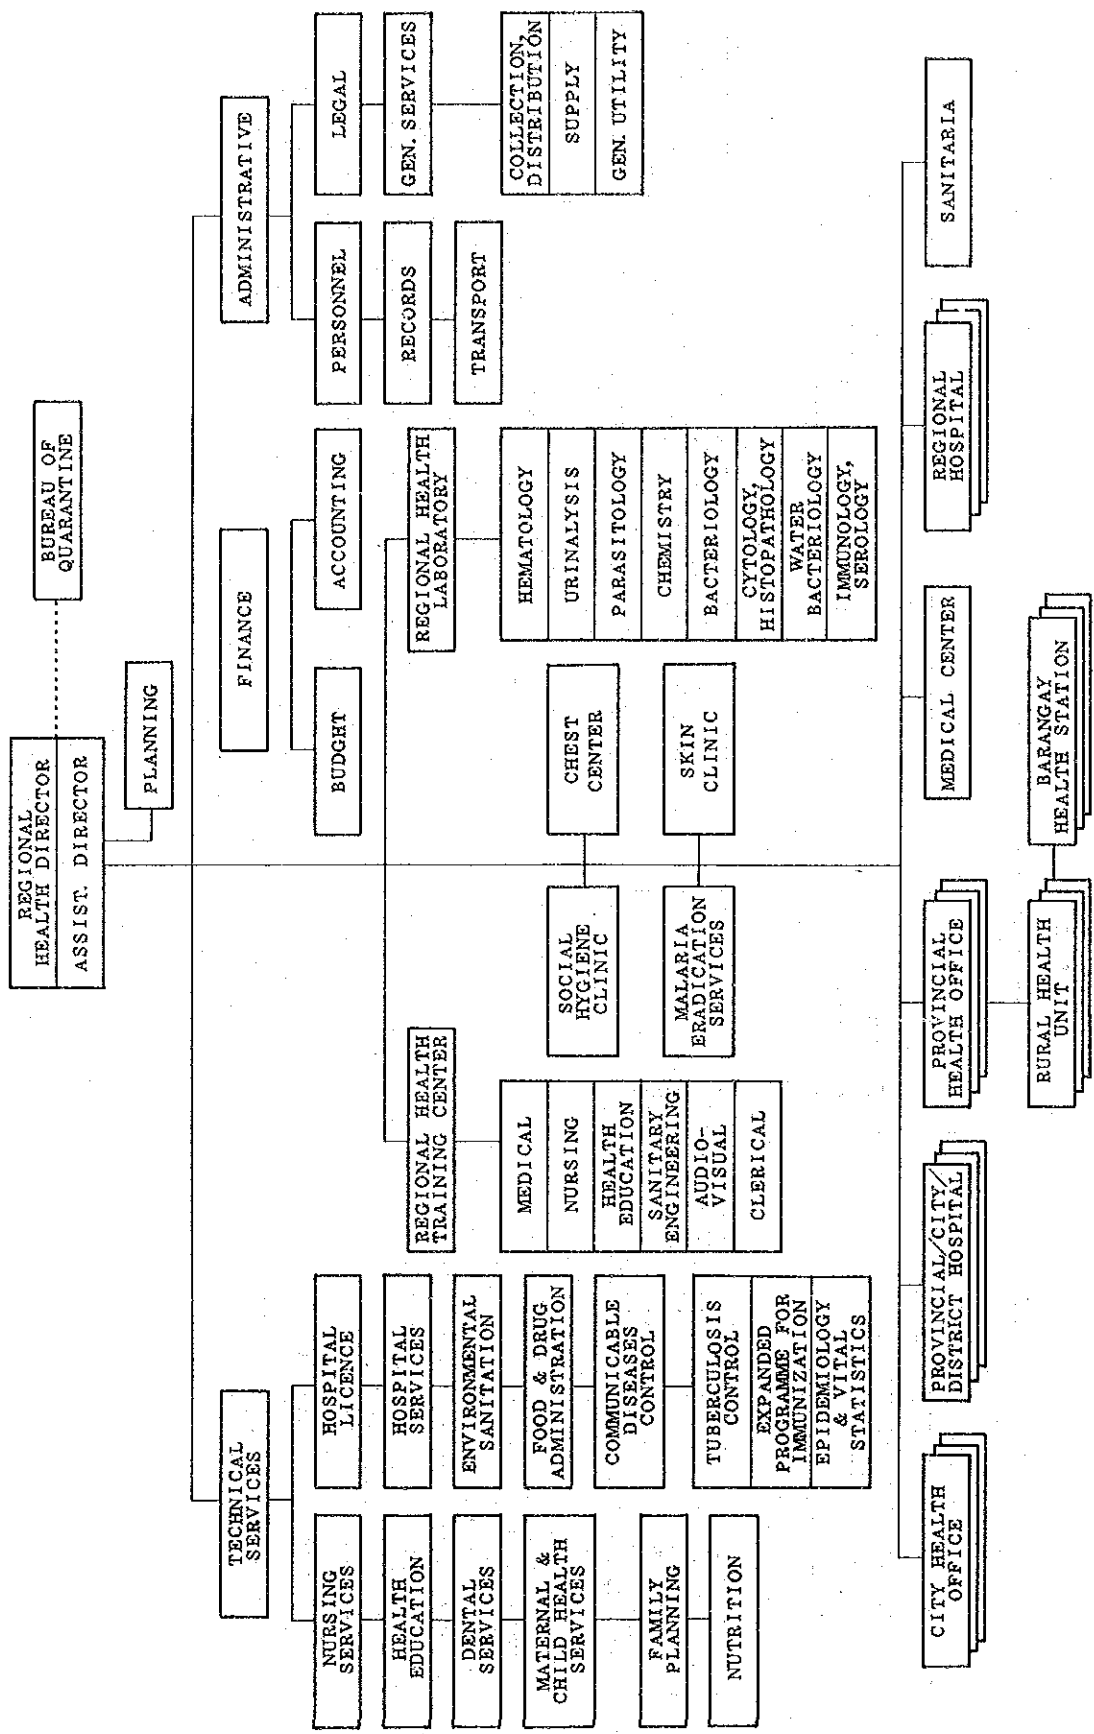 REGIONAL
HEALTH DIRECTOR
ASSIST. DIRECTOR
BUREAU OF
QUARANTINE
PLANNING
TECHNICAL
SERVICES
FINANCE
ADMINISTRATIVE
NURSING
SERVICES
HOSPITAL
LICENCE
BUDGHT
ACCOUNTING
PERSONNEL
LEGAL
HEALTH
EDUCATION
HOSPITAL
SERVICES
REGIONAL HEALTH
TRAINING CENTER
REGIONAL HEALTH
LABORATORY
RECORDS
GEN. SERVICES
DENTAL
SERVICES
ENVIRONMENTAL
SANITATION
TRANSPORT
MATERNAL &
CHILD HEALTH
SERVICES
FOOD & DRUG
ADMINISTRATION
COMMUNICABLE
DISEASES
CONTROL
FAMILY
PLANNING
NUTRITION
TUBERCULOSIS
CONTROL
EXPANDED
PROGRAMME FOR
IMMUNIZATION
EPIDEMIOLOGY
& VITAL
STATISTICS
MEDICAL
NURSING
HEALTH
EDUCATION
SANITARY
ENGINEERING
AUDIO-
VISUAL
CLERICAL
SOCIAL
HYGIENE
CLINIC
CHEST
CENTER
MALARIA
ERADICATION
SERVICES
SKIN
CLINIC
HEMATOLOGY
URINALYSIS
PARASITOLOGY
CHEMISTRY
BACTERIOLOGY
CYTOLOGY,
HISTOPATHOLOGY
WATER
BACTERIOLOGY
IMMUNOLOGY,
SEROLOGY
COLLECTION,
DISTRIBUTION
SUPPLY
GEN. UTILITY
CITY HEALTH
OFFICE
PROVINCIAL/CITY/
DISTRICT HOSPITAL
PROVINCIAL
HEALTH OFFICE
MEDICAL CENTER
REGIONAL
HOSPITAL
SANITARIA
RURAL HEALTH
UNIT
BARANGAY
HEALTH STATION